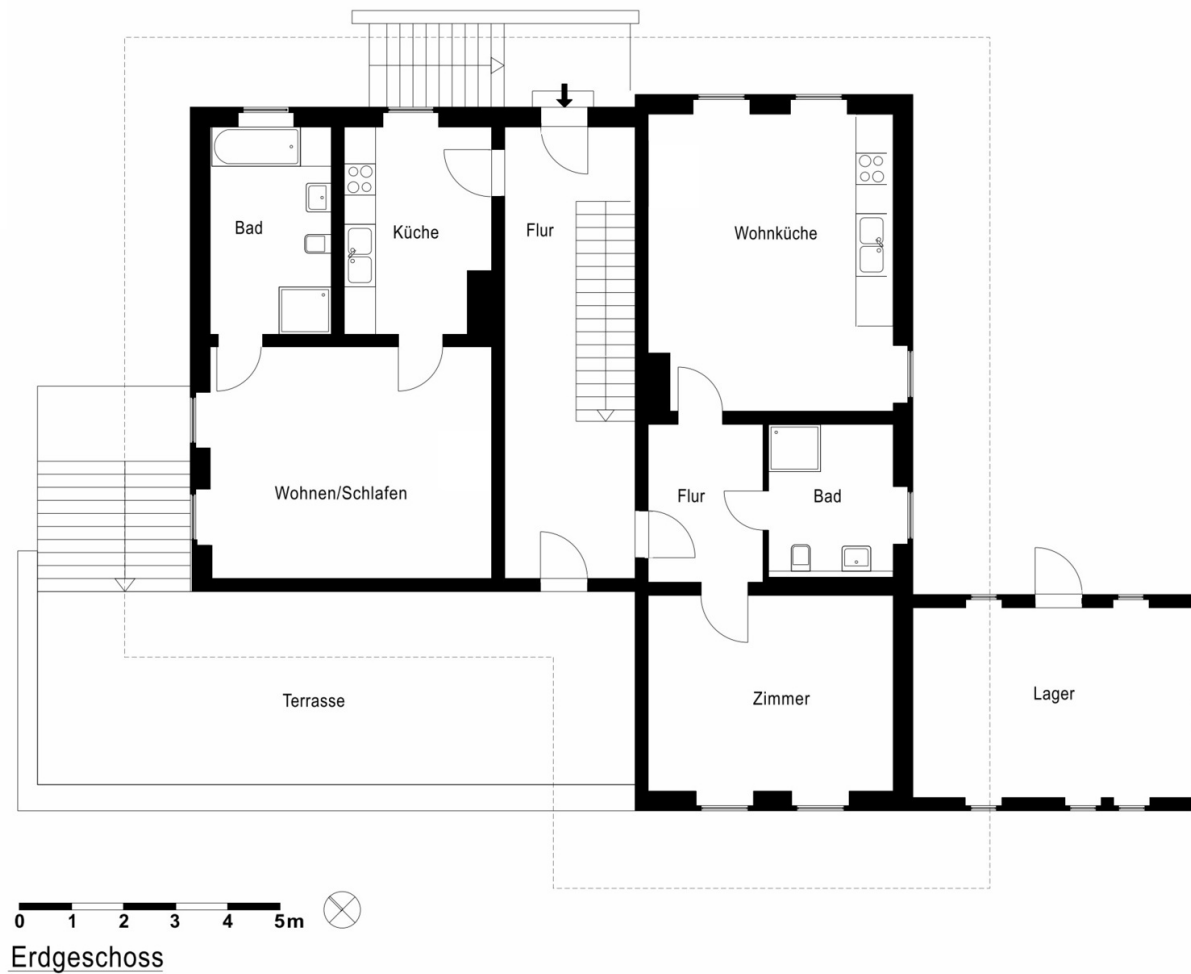 Bad
Küche
Flur
Wohnküche
Wohnen/Schlafen
Flur
Bad
Terrasse
Zimmer
Lager
0 1 2 3 4 5m
Erdgeschoss